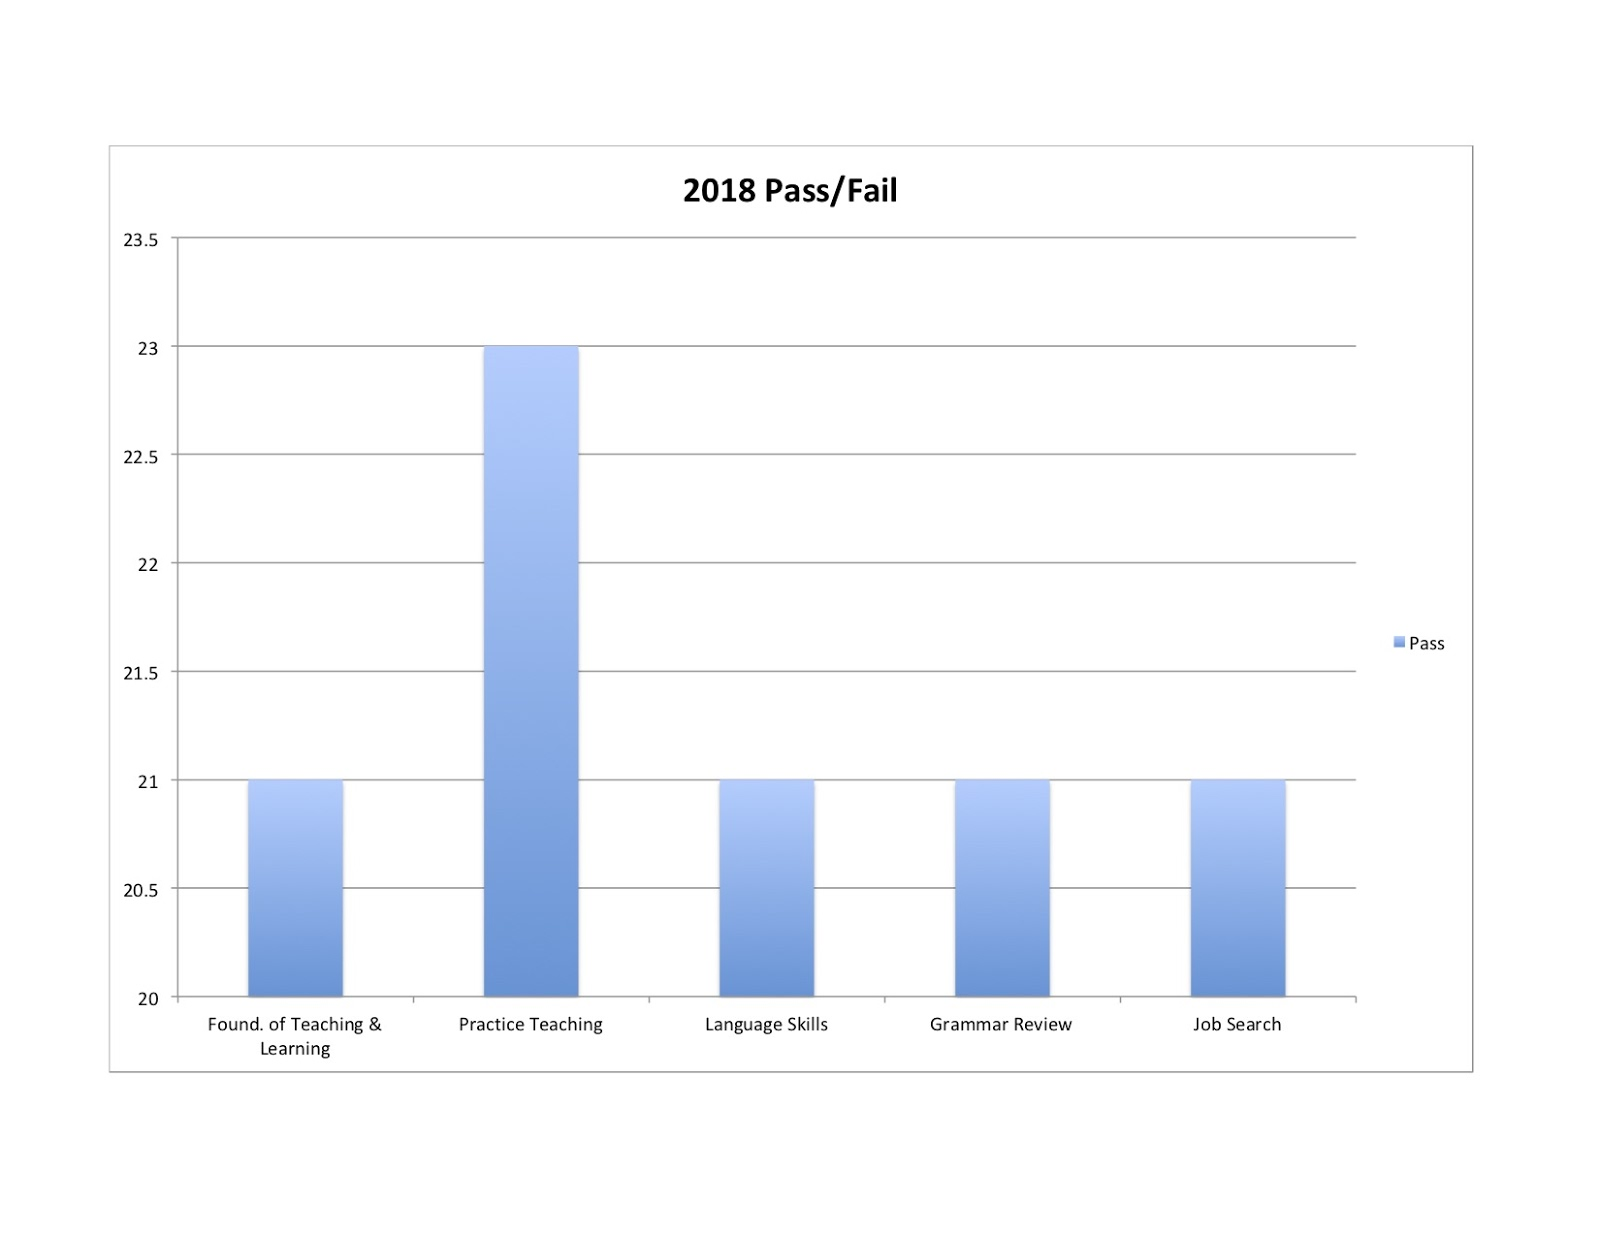 2018 Pass/Fail
23.5
23
22.5
22
21.5
21
20.5
20
Found. of Teaching &
Learning
Practice Teaching
Language Skills
Grammar Review
Job Search
Pass